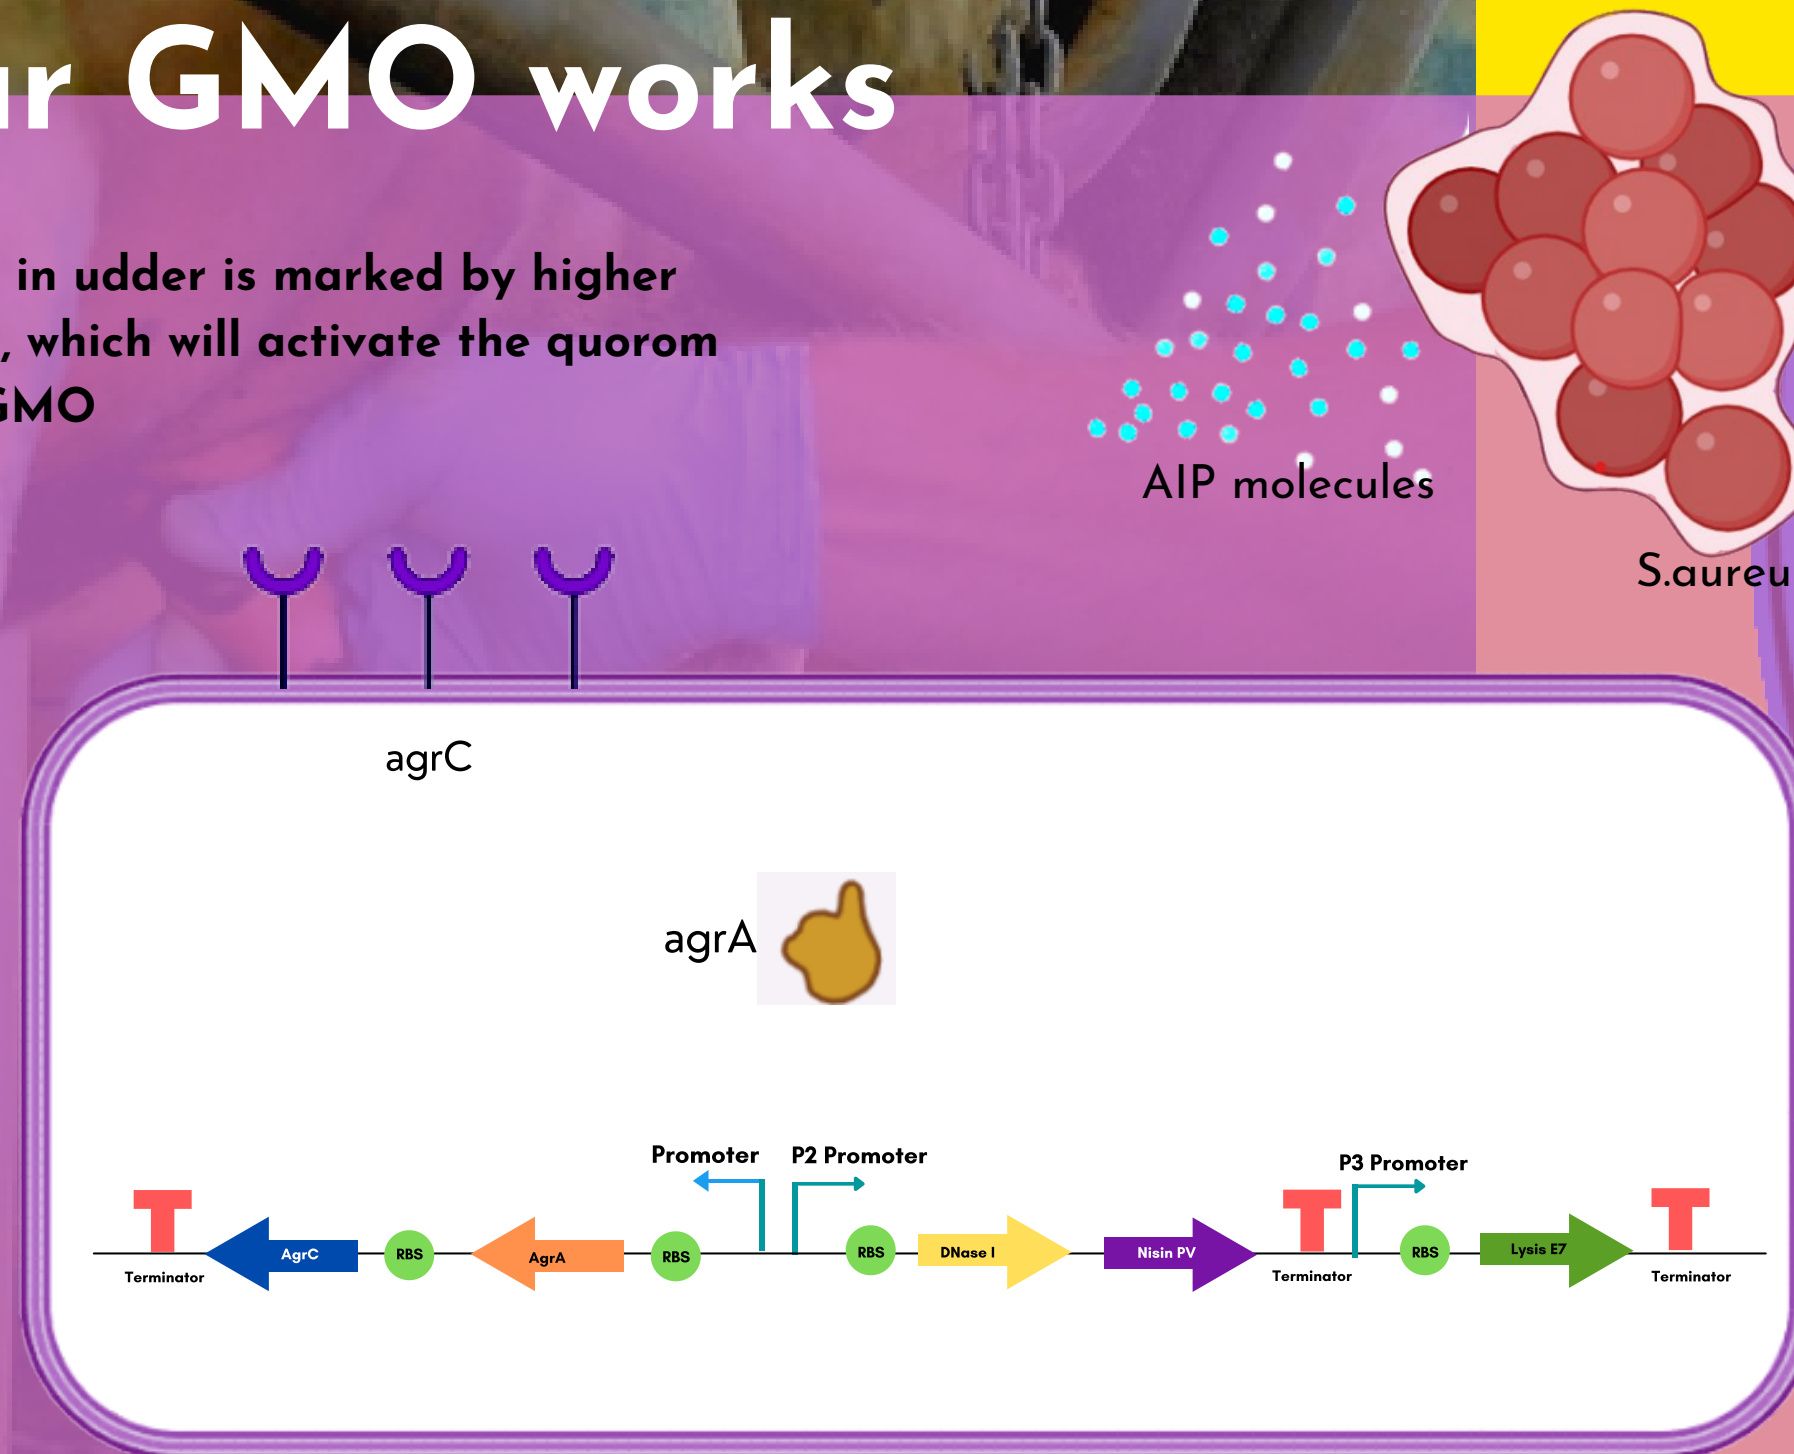 ur GMO works
in udder is marked by higher
, which will activate the quorom
GMO
AIP molecules
S.aureu
agrC
agrA
Promoter
P2 Promoter
P3 Promoter
AgrC
RBS
AgrA
RBS
RBS
DNase I
Nisin PV
RBS
Lysis E7
Terminator
Terminator
Terminator